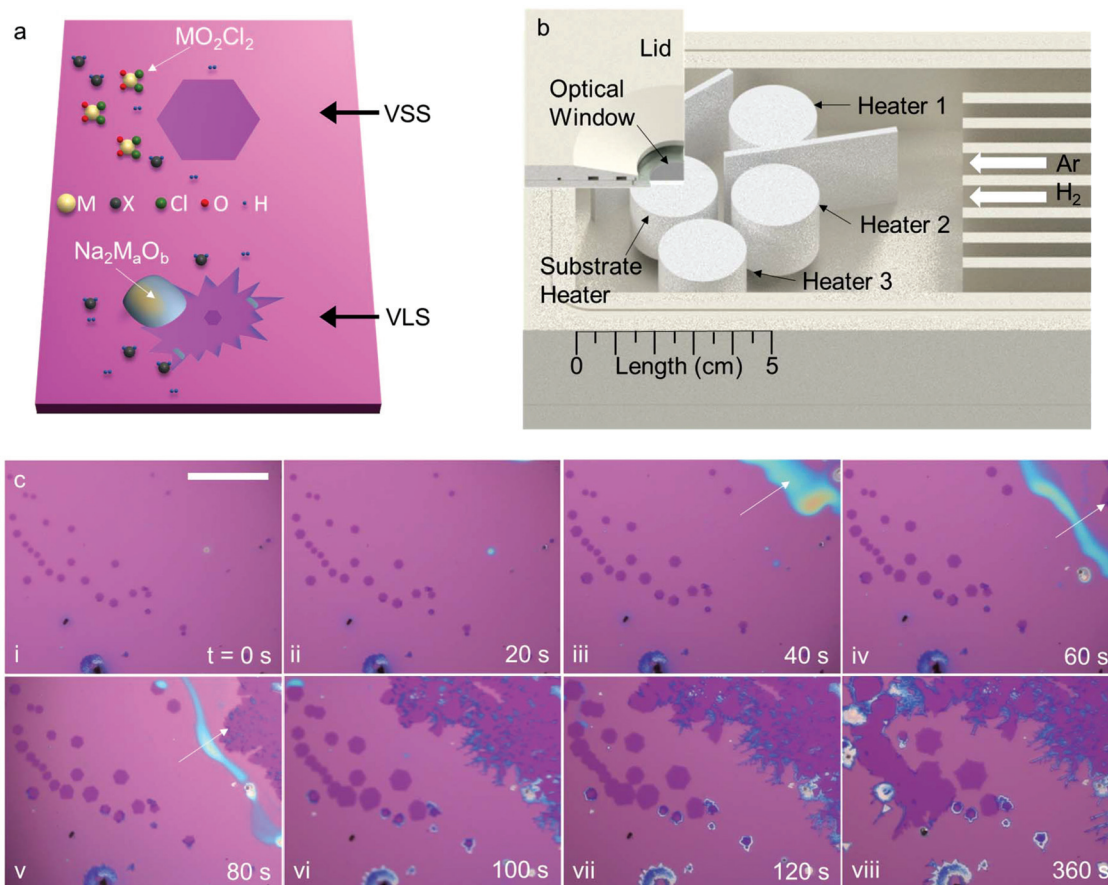 a
MO₂Cl₂
VSS
M X Cl O H
Na₂MₐO_b
VLS
b
Lid
Optical
Window
Heater 1
Ar
H₂
Heater 2
Substrate
Heater
Heater 3
0 Length (cm) 5
c
i t = 0 s
ii 20 s
iii 40 s
iv 60 s
v 80 s
vi 100 s
vii 120 s
viii 360 s